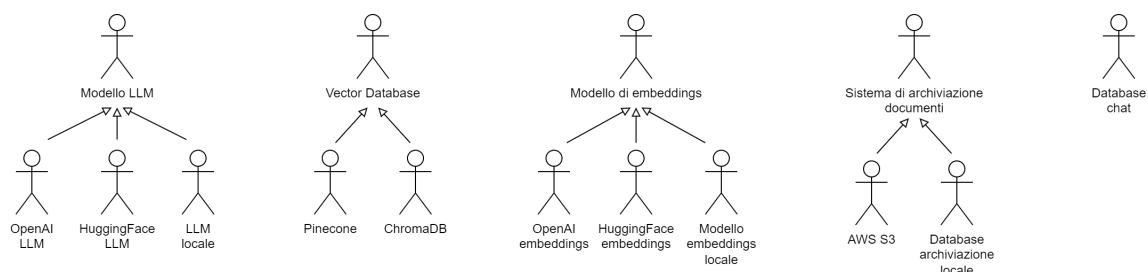 Modello LLM
Vector Database
Modello di embeddings
Sistema di archiviazione
documenti
Database
chat
OpenAI
LLM
HuggingFace
LLM
LLM
locale
Pinecone
ChromaDB
OpenAI
embeddings
HuggingFace
embeddings
Modello
embeddings
locale
AWS S3
Database
archiviazione
locale